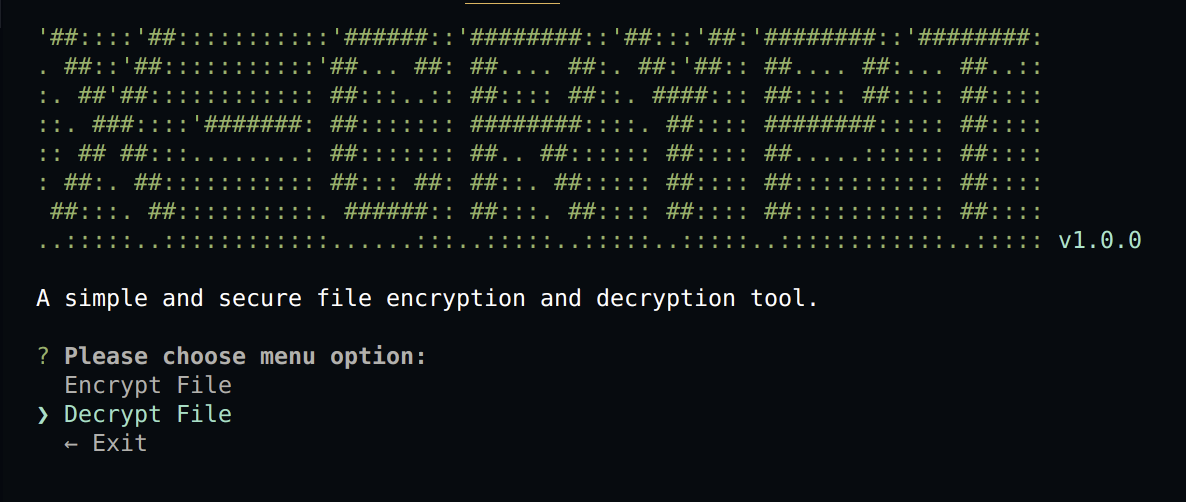 '##::::'##:::::::::::'######::'########::'##:::'##:'########::'########:
. ##::'##:::::::::::'##... ##: ##.... ##:. ##:'##:: ##.... ##:... ##..::
:. ##'##:::::::::::: ##:::..:: ##:::: ##::. ####::: ##:::: ##:::: ##::::
::. ###::::'#######: ##::::::: ########::::. ##:::: ########::::: ##::::
:: ## ##:::........: ##::::::: ##.. ##:::::: ##:::: ##.....:::::: ##::::
: ##:. ##::::::::::: ##::: ##: ##::. ##::::: ##:::: ##::::::::::: ##::::
 ##:::. ##::::::::::. ######:: ##:::. ##:::: ##:::: ##::::::::::: ##::::
..:::::..::::::::::::......:::..:::::..:::::..:::::..::::::::::::..::::: v1.0.0
A simple and secure file encryption and decryption tool.
? Please choose menu option:
Encrypt File
❯ Decrypt File
← Exit